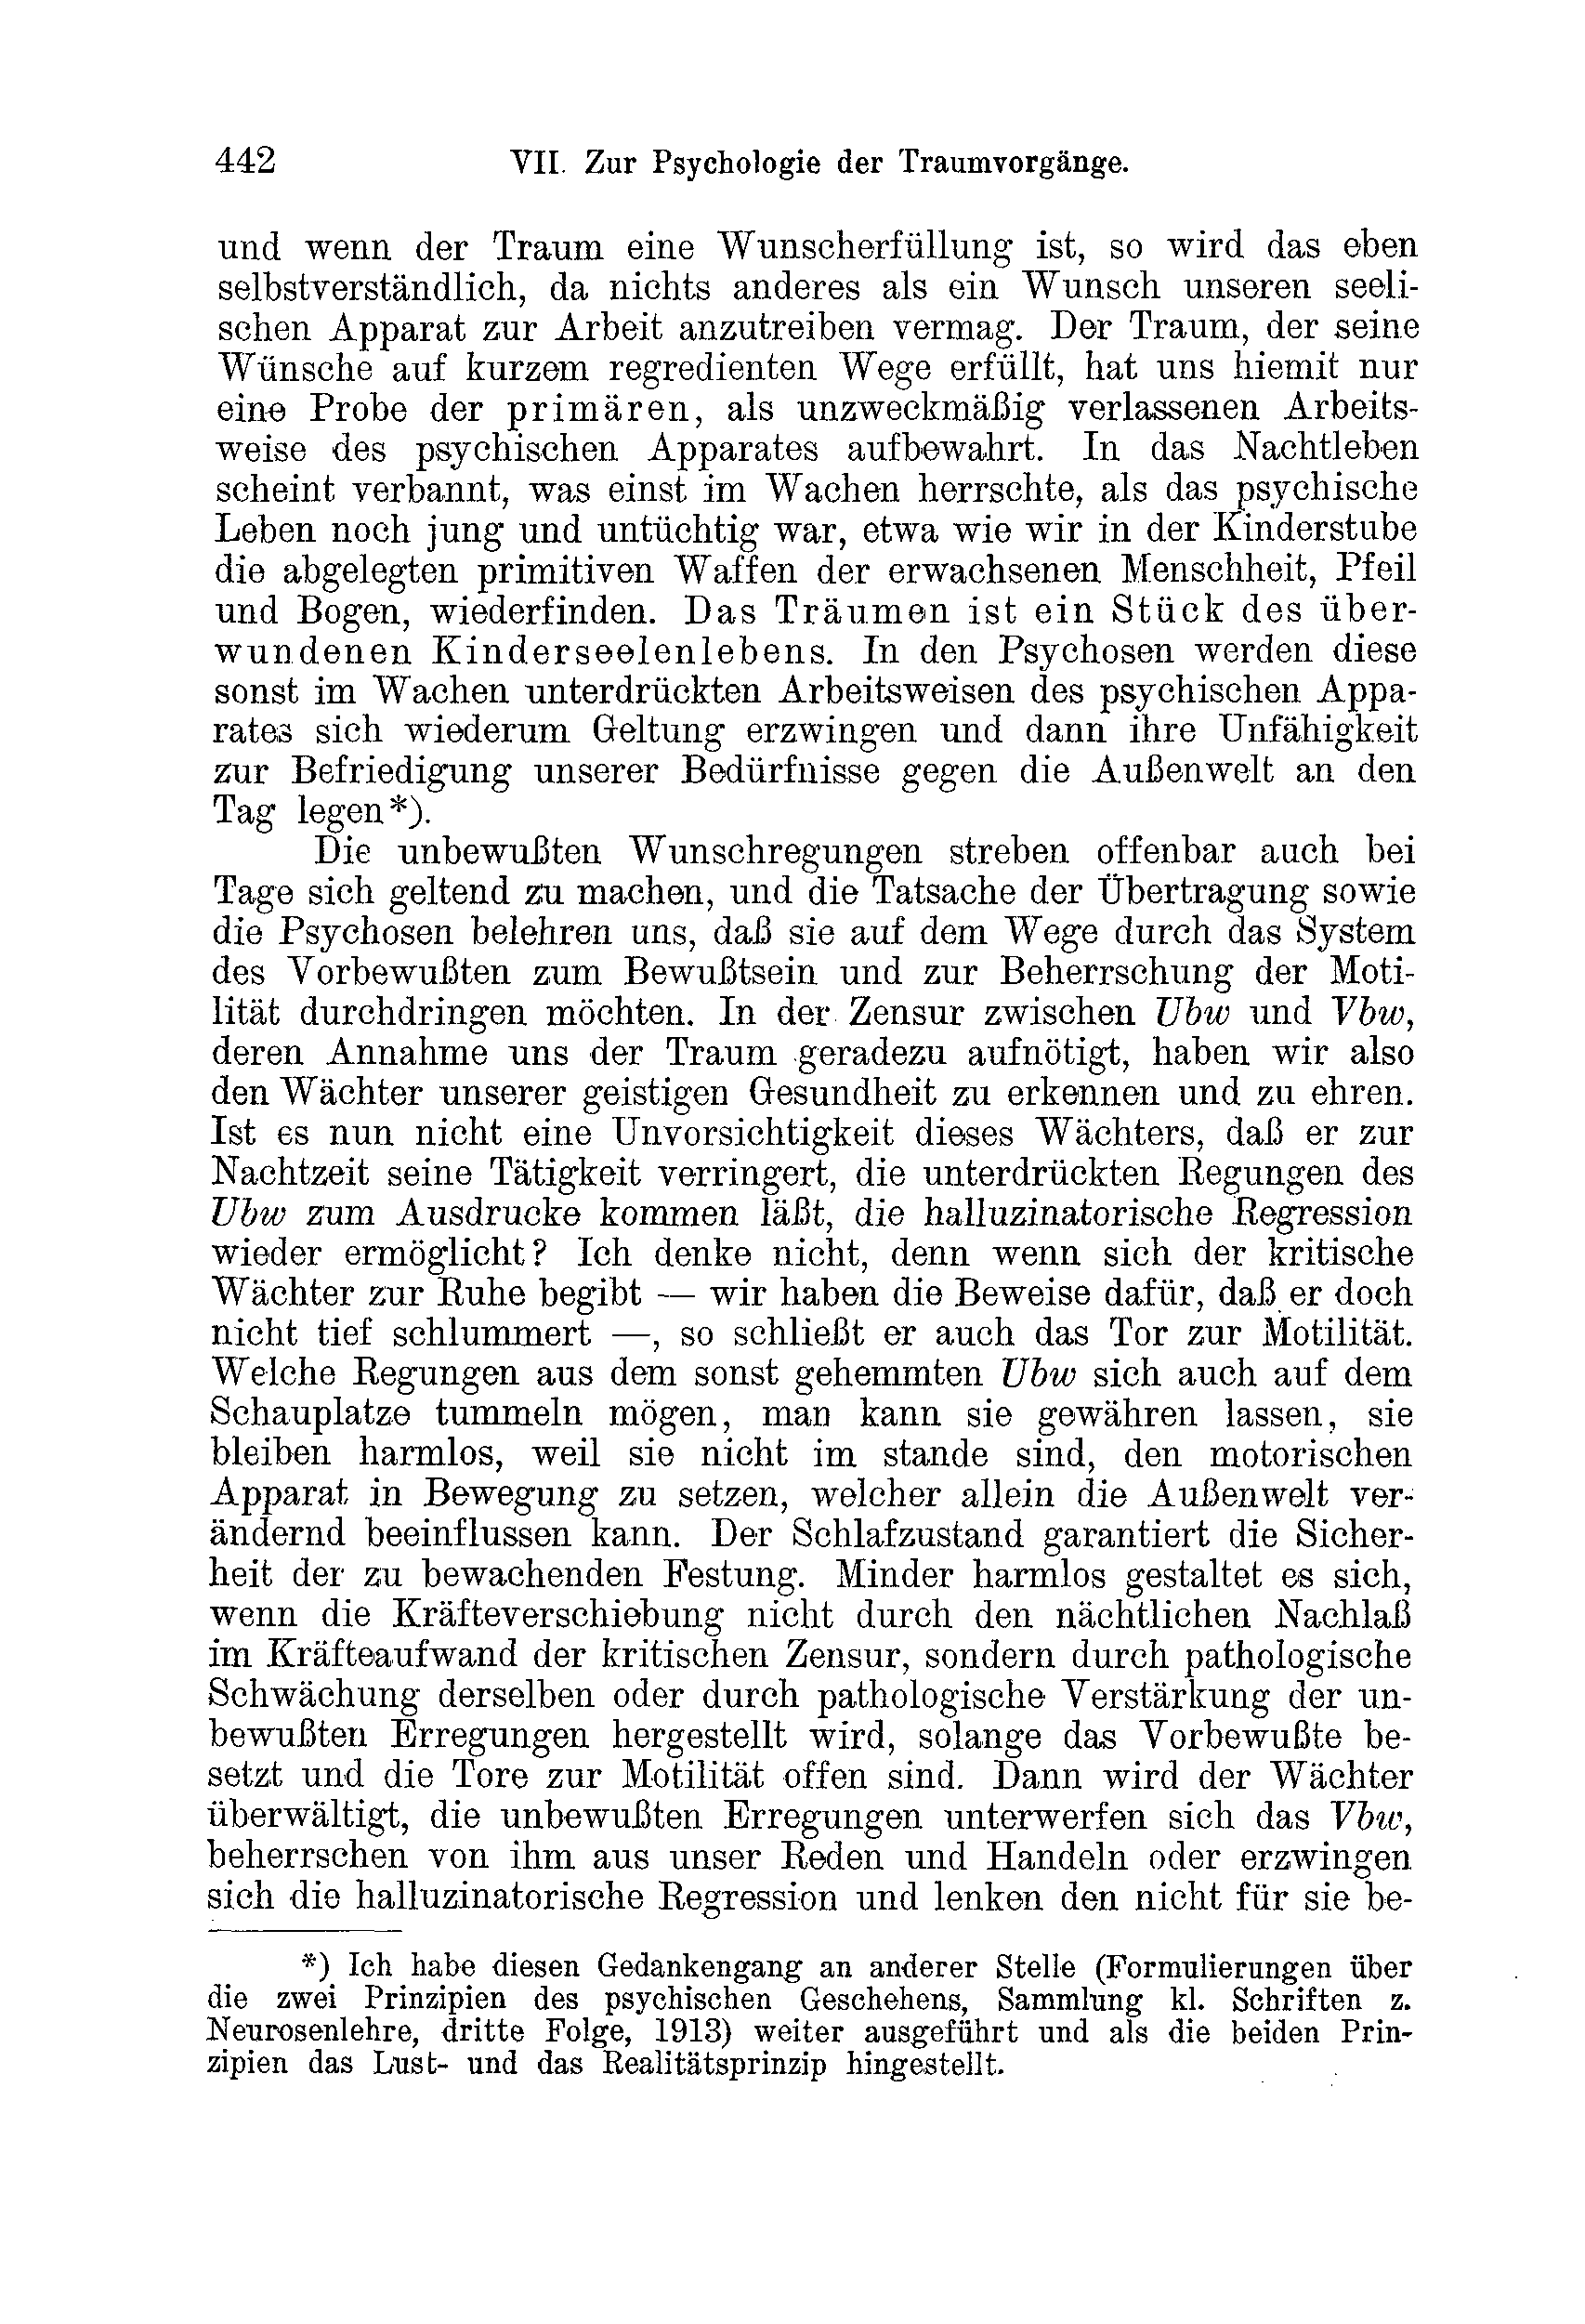 442 VII. Zur Psychologie der Traumvorgänge.
und wenn der Traum eine Wunscherfüllung ist, so wird das eben
selbstverständlich, da nichts anderes als ein Wunsch unseren seeli-
schen Apparat zur Arbeit anzutreiben vermag. Der Traum, der seine
Wünsche auf kurzem regredienten Wege erfüllt, hat uns hiemit nur
eine Probe der primären, als unzweckmäßig verlassenen Arbeits-
weise des psychischen Apparates aufbewahrt. In das Nachtleben
scheint verbannt, was einst im Wachen herrschte, als das psychische
Leben noch jung und untüchtig war, etwa wie wir in der Kinderstube
die abgelegten primitiven Waffen der erwachsenen Menschheit, Pfeil
und Bogen, wiederfinden. Das Träumen ist ein Stück des über-
wundenen Kinderseelenlebens. In den Psychosen werden diese
sonst im Wachen unterdrückten Arbeitsweisen des psychischen Appa-
rates sich wiederum Geltung erzwingen und dann ihre Unfähigkeit
zur Befriedigung unserer Bedürfnisse gegen die Außenwelt an den
Tag legen*).
Die unbewußten Wunschregungen streben offenbar auch bei
Tage sich geltend zu machen, und die Tatsache der Übertragung sowie
die Psychosen belehren uns, daß sie auf dem Wege durch das System
des Vorbewußten zum Bewußtsein und zur Beherrschung der Moti-
lität durchdringen möchten. In der Zensur zwischen Ubw und Vbw,
deren Annahme uns der Traum geradezu aufnötigt, haben wir also
den Wächter unserer geistigen Gesundheit zu erkennen und zu ehren.
Ist es nun nicht eine Unvorsichtigkeit dieses Wächters, daß er zur
Nachtzeit seine Tätigkeit verringert, die unterdrückten Regungen des
Ubw zum Ausdrucke kommen läßt, die halluzinatorische Regression
wieder ermöglicht? Ich denke nicht, denn wenn sich der kritische
Wächter zur Ruhe begibt — wir haben die Beweise dafür, daß er doch
nicht tief schlummert —, so schließt er auch das Tor zur Motilität.
Welche Regungen aus dem sonst gehemmten Ubw sich auch auf dem
Schauplatze tummeln mögen, man kann sie gewähren lassen, sie
bleiben harmlos, weil sie nicht im stande sind, den motorischen
Apparat in Bewegung zu setzen, welcher allein die Außenwelt ver-
ändernd beeinflussen kann. Der Schlafzustand garantiert die Sicher-
heit der zu bewachenden Festung. Minder harmlos gestaltet es sich,
wenn die Kräfteverschiebung nicht durch den nächtlichen Nachlaß
im Kräfteaufwand der kritischen Zensur, sondern durch pathologische
Schwächung derselben oder durch pathologische Verstärkung der un-
bewußten Erregungen hergestellt wird, solange das Vorbewußte be-
setzt und die Tore zur Motilität offen sind. Dann wird der Wächter
überwältigt, die unbewußten Erregungen unterwerfen sich das Vbw,
beherrschen von ihm aus unser Reden und Handeln oder erzwingen
sich die halluzinatorische Regression und lenken den nicht für sie be-
*) Ich habe diesen Gedankengang an anderer Stelle (Formulierungen über
die zwei Prinzipien des psychischen Geschehens, Sammlung kl. Schriften z.
Neurosenlehre, dritte Folge, 1913) weiter ausgeführt und als die beiden Prin-
zipien das Lust- und das Realitätsprinzip hingestellt.